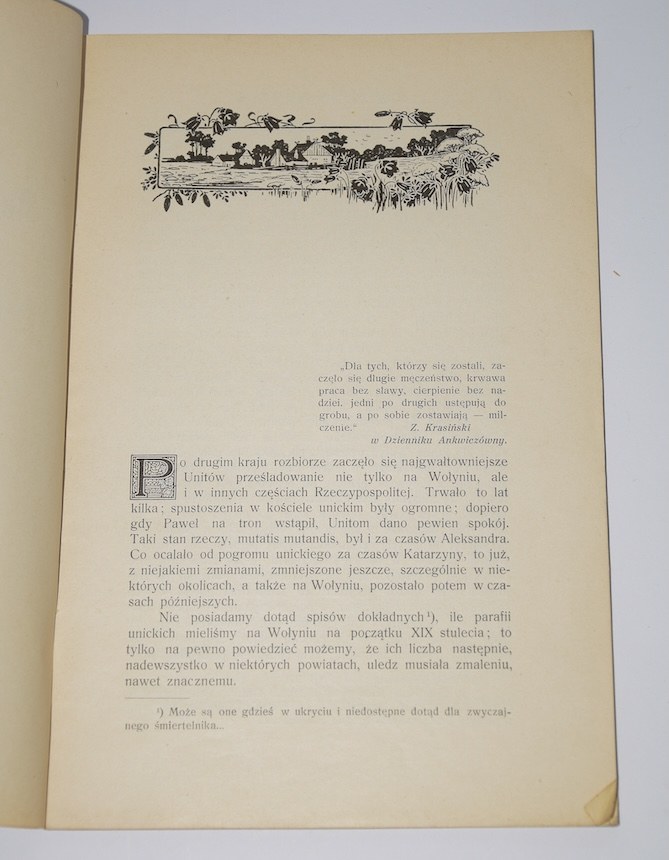 „Dla tych, którzy się zostali, za-
częło się długie męczeństwo, krwawa
praca bez sławy, cierpienie bez na-
dziei, jedni po drugich ustępują do
grobu, a po sobie zostawiają — mil-
czenie.“ Z. Krasiński
w Dzienniku Ankwiczówny.
Po drugim kraju rozbiorze zaczęło się najgwałtowniejsze
Unitów prześladowanie nie tylko na Wołyniu, ale
i w innych częściach Rzeczypospolitej. Trwało to lat
kilka; spustoszenia w kościele unickim były ogromne; dopiero
gdy Paweł na tron wstąpił, Unitom dano pewien spokój.
Taki stan rzeczy, mutatis mutandis, był i za czasów Aleksandra.
Co ocalało od pogromu unickiego za czasów Katarzyny, to już,
z niejakiemi zmianami, zmniejszone jeszcze, szczególnie w nie-
których okolicach, a także na Wołyniu, pozostało potem w cza-
sach późniejszych.
Nie posiadamy dotąd spisów dokładnych ¹), ile parafii
unickich mieliśmy na Wołyniu na początku XIX stulecia; to
tylko na pewno powiedzieć możemy, że ich liczba następnie,
nadewszystko w niektórych powiatach, uledz musiała zmaleniu,
nawet znacznemu.
¹) Może są one gdzieś w ukryciu i niedostępne dotąd dla zwyczaj-
nego śmiertelnika...